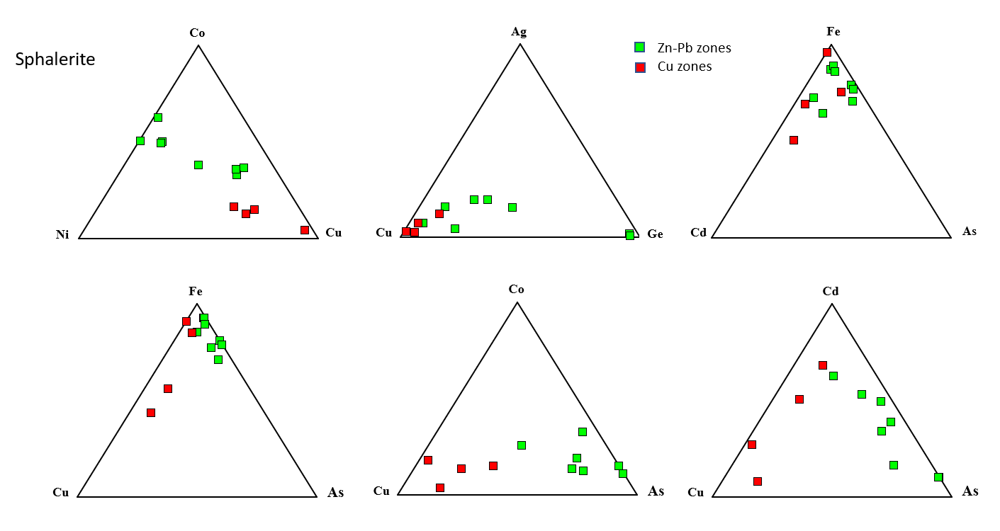 Co
Ag
Fe
Sphalerite
Zn-Pb zones
Cu zones
Ni
Cu
Cu
Ge
Cd
As
Fe
Co
Cd
Cu
As
Cu
As
Cu
As